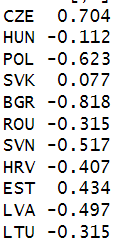 CZE 0.704
HUN -0.112
POL -0.623
SVK 0.077
BGR -0.818
ROU -0.315
SVN -0.517
HRV -0.407
EST 0.434
LVA -0.497
LTU -0.315